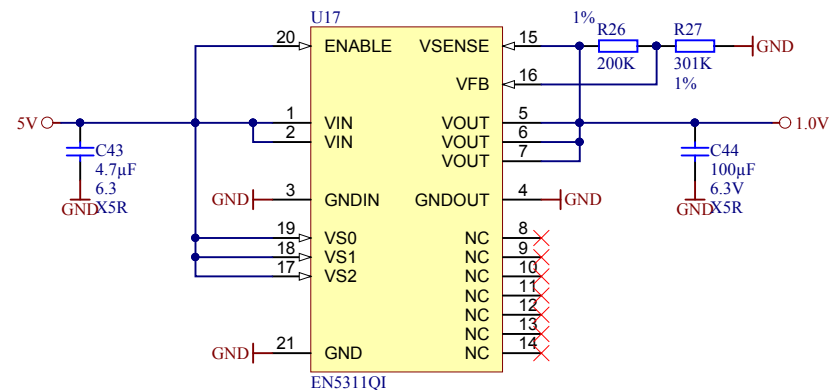 U17
20 ENABLE VSENSE 15
1% R26 R27
200K 301K GND
1%
VFB 16
5V 1 VIN VOUT 5 1.0V
2 VIN VOUT 6
VOUT 7
C43
4.7µF
6.3
X5R
GND
C44
100µF
6.3V
X5R
GND
GND 3 GNDIN GNDOUT 4 GND
19 VS0 NC 8
18 VS1 NC 9
17 VS2 NC 10
NC 11
NC 12
NC 13
GND 21 GND NC 14
EN5311QI